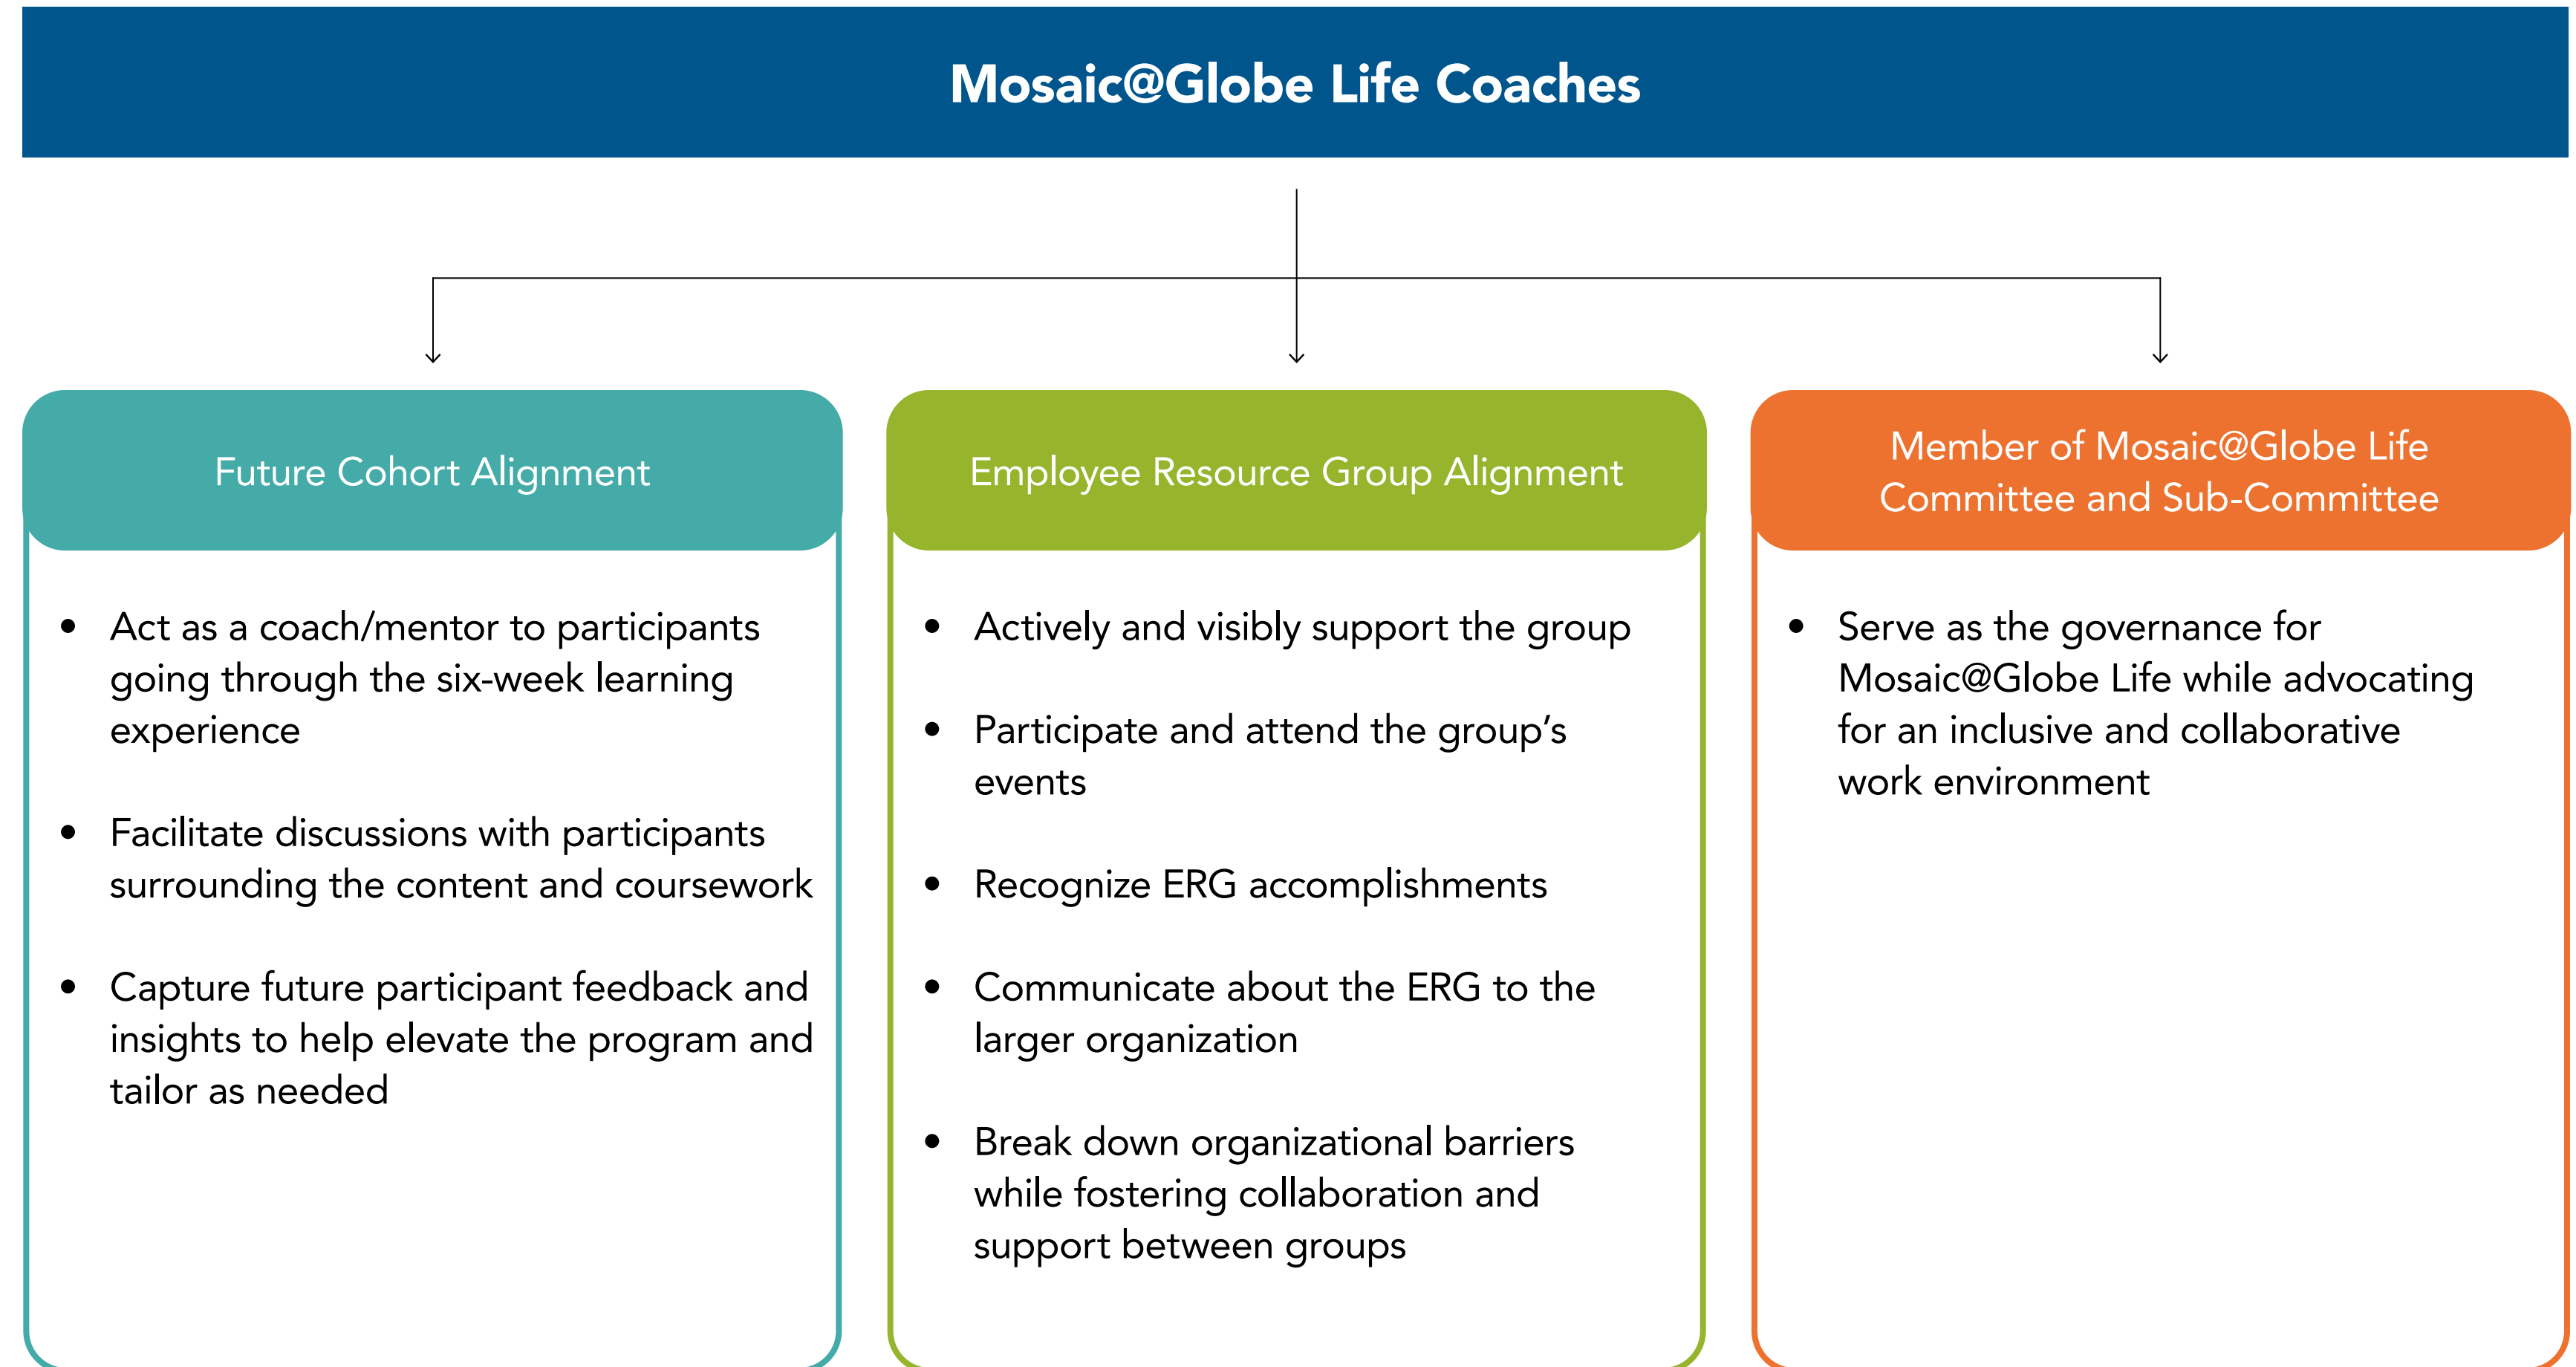 Mosaic@Globe Life Coaches
Future Cohort Alignment
• Act as a coach/mentor to participants
going through the six-week learning
experience
• Facilitate discussions with participants
surrounding the content and coursework
• Capture future participant feedback and
insights to help elevate the program and
tailor as needed
Employee Resource Group Alignment
• Actively and visibly support the group
• Participate and attend the group’s
events
• Recognize ERG accomplishments
• Communicate about the ERG to the
larger organization
• Break down organizational barriers
while fostering collaboration and
support between groups
Member of Mosaic@Globe Life
Committee and Sub-Committee
• Serve as the governance for
Mosaic@Globe Life while advocating
for an inclusive and collaborative
work environment